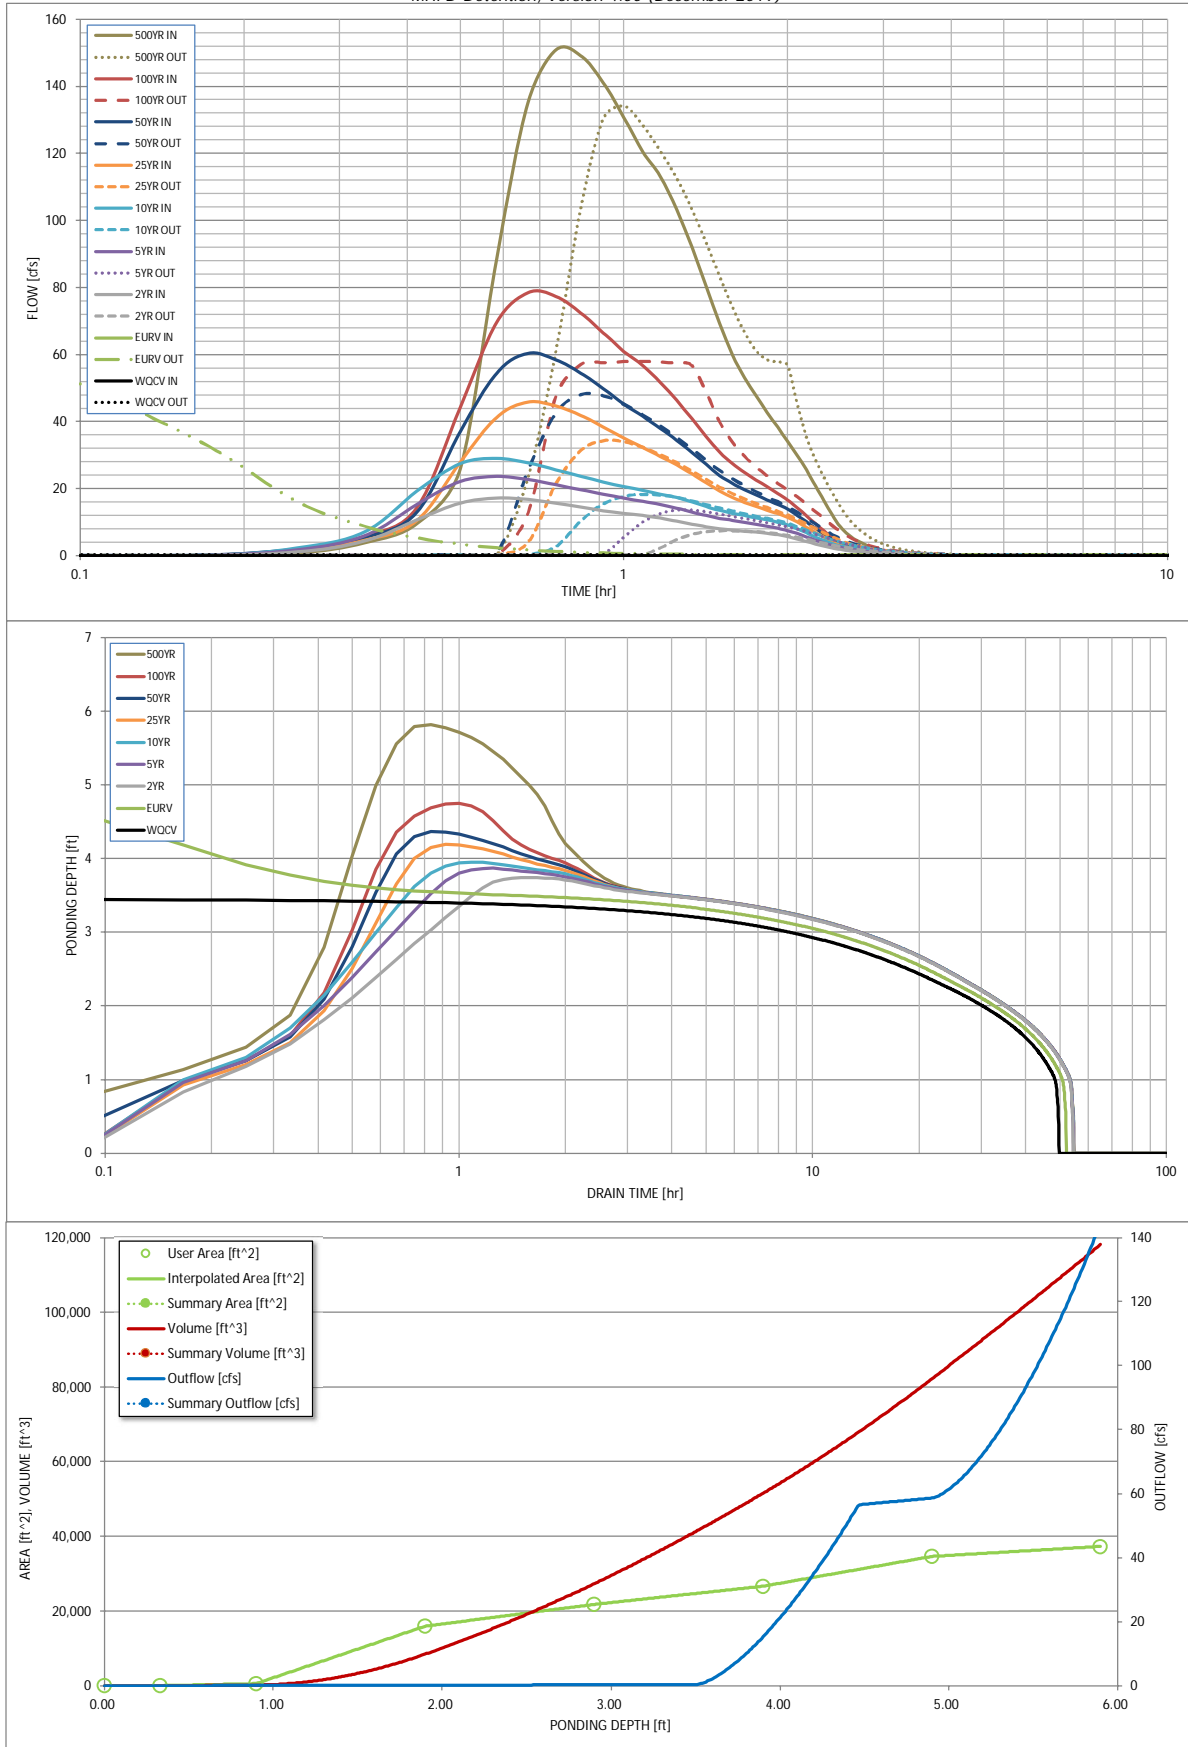 160
140
120
100
80
60
40
20
0
FLOW [cfs]
500YR IN
500YR OUT
100YR IN
100YR OUT
50YR IN
50YR OUT
25YR IN
25YR OUT
10YR IN
10YR OUT
5YR IN
5YR OUT
2YR IN
2YR OUT
EURV IN
EURV OUT
WQCV IN
WQCV OUT
0.1
1
10
TIME [hr]
7
6
5
4
3
2
1
0
PONDING DEPTH [ft]
500YR
100YR
50YR
25YR
10YR
5YR
2YR
EURV
WQCV
0.1
1
10
100
DRAIN TIME [hr]
120,000
100,000
80,000
60,000
40,000
20,000
0
AREA [ft^2], VOLUME [ft^3]
User Area [ft^2]
Interpolated Area [ft^2]
Summary Area [ft^2]
Volume [ft^3]
Summary Volume [ft^3]
Outflow [cfs]
Summary Outflow [cfs]
140
120
100
80
60
40
20
0
OUTFLOW [cfs]
0.00
1.00
2.00
3.00
4.00
5.00
6.00
PONDING DEPTH [ft]